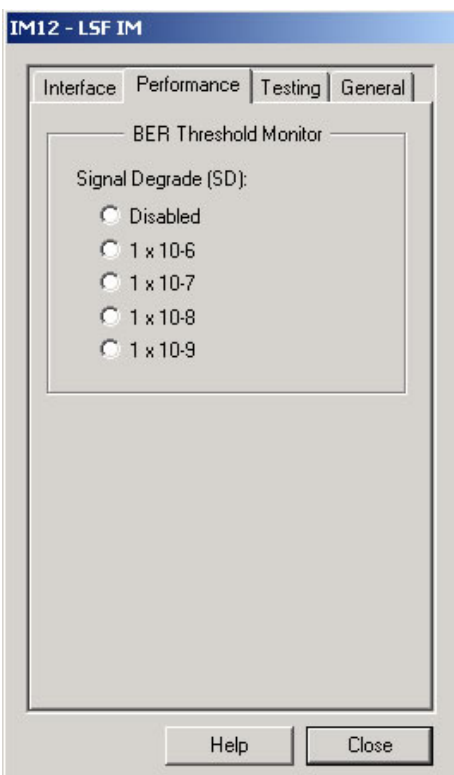 IM12 - LSF IM
Interface Performance Testing General
BER Threshold Monitor
Signal Degrade (SD):
Disabled
1 x 10-6
1 x 10-7
1 x 10-8
1 x 10-9
Help Close